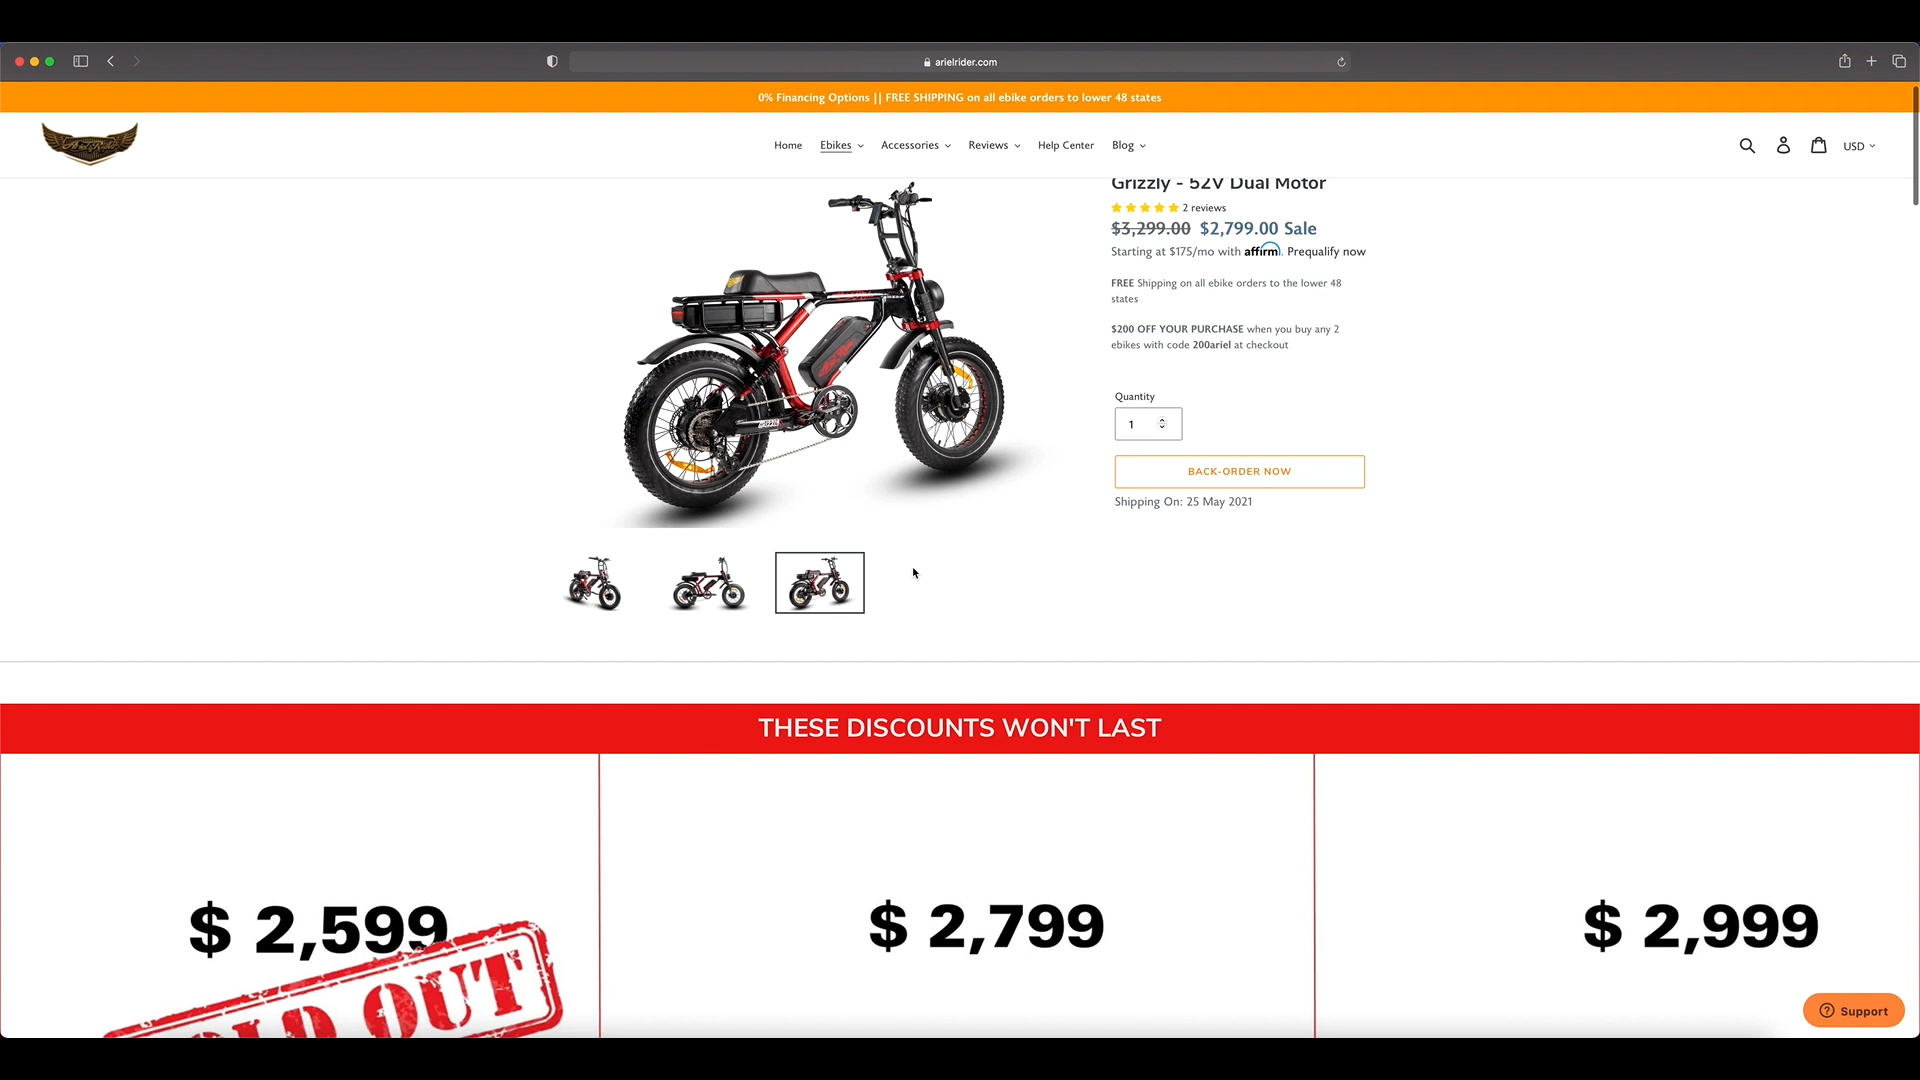 arielrider.com
0% Financing Options || FREE SHIPPING on all ebike orders to lower 48 states
Home Ebikes Accessories Reviews Help Center Blog
USD
Grizzly - 52V Dual Motor
2 reviews
$3,299.00 $2,799.00 Sale
Starting at $175/mo with affirm. Prequalify now
FREE Shipping on all ebike orders to the lower 48
states
$200 OFF YOUR PURCHASE when you buy any 2
ebikes with code 200ariel at checkout
Quantity
1
BACK-ORDER NOW
Shipping On: 25 May 2021
THESE DISCOUNTS WON'T LAST
$ 2,599
$ 2,799
$ 2,999
SOLD OUT
Support